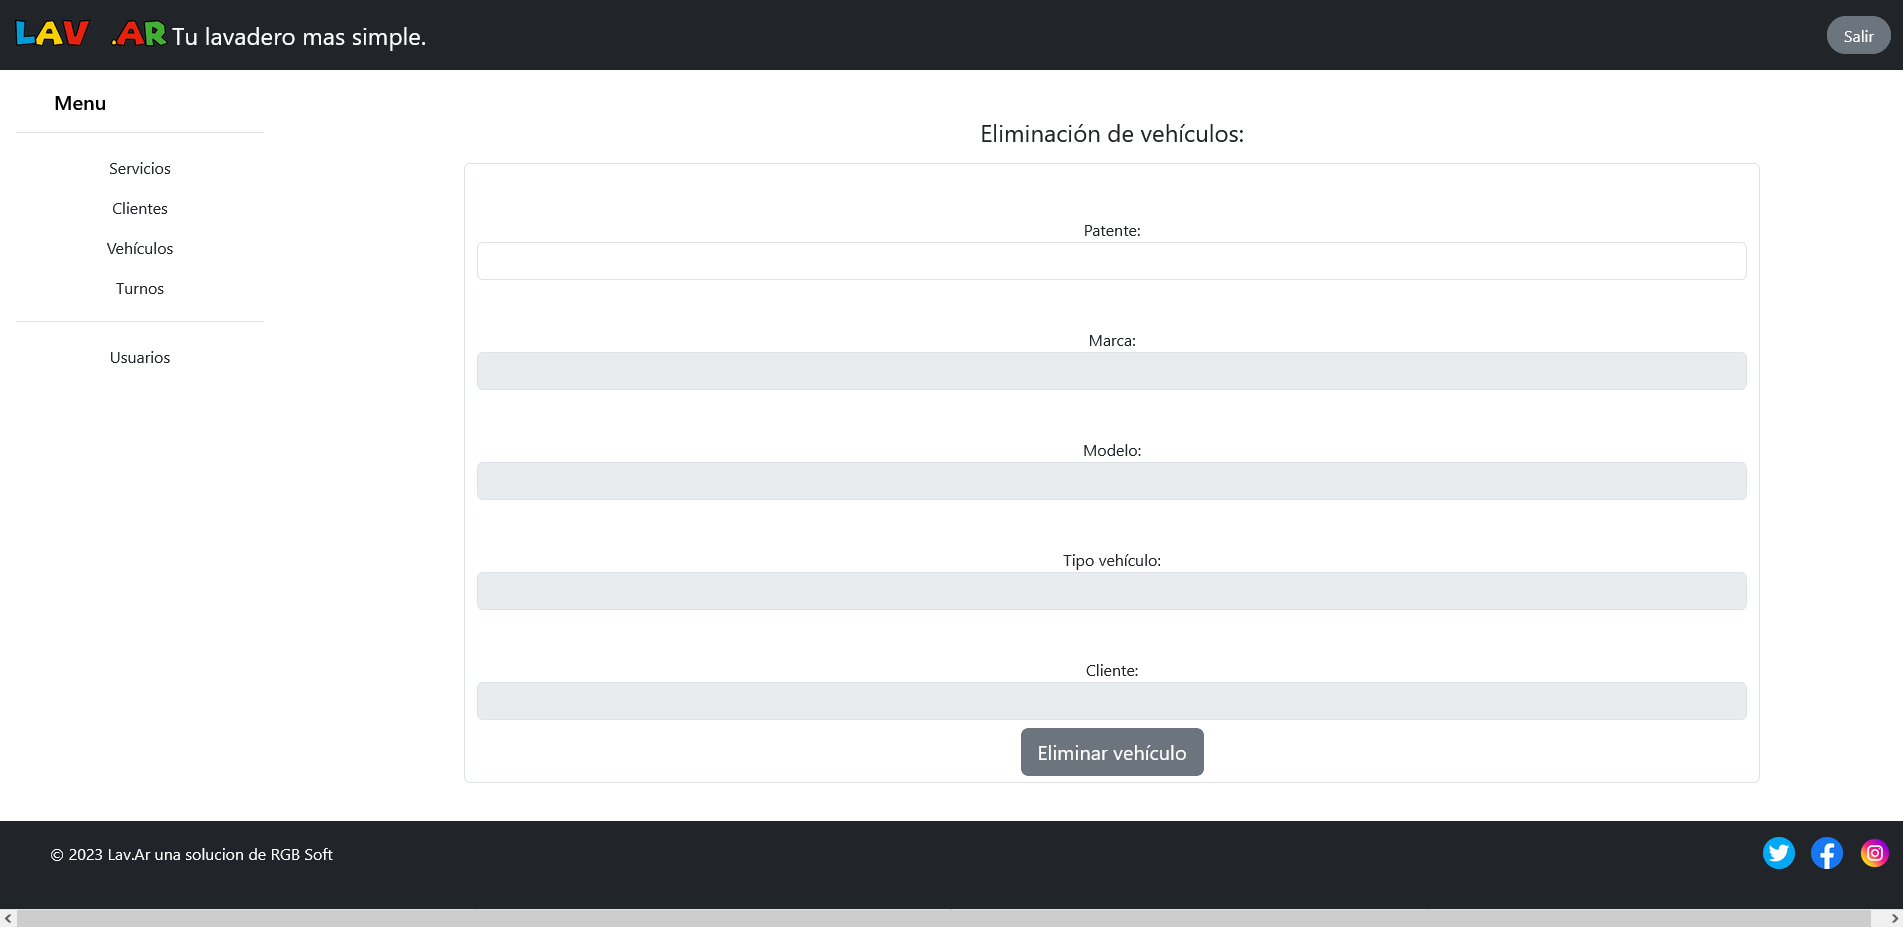 LAV .AR Tu lavadero mas simple.
Salir
Menu
Servicios
Clientes
Vehículos
Turnos
Usuarios
Eliminación de vehículos:
Patente:
Marca:
Modelo:
Tipo vehículo:
Cliente:
Eliminar vehículo
© 2023 Lav.Ar una solucion de RGB Soft